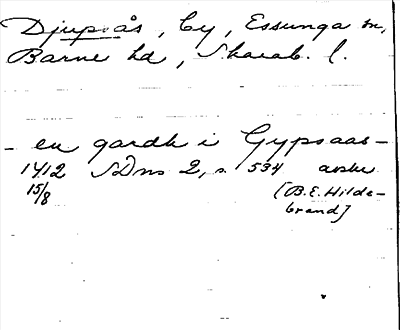 Djupsås, by, Essunga sn,
Barne hd, Skarab. l.
- en gardh i Gypsaas -
1412 SDns 2, s. 534 avskr
15/8 [B.E. Hilde-
brand]